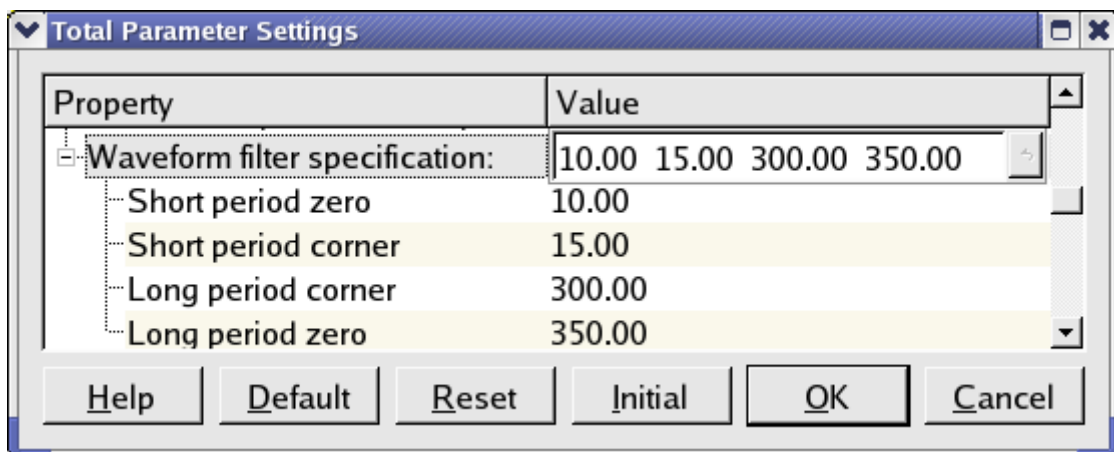 Total Parameter Settings
Property Value
Waveform filter specification: 10.00 15.00 300.00 350.00
Short period zero 10.00
Short period corner 15.00
Long period corner 300.00
Long period zero 350.00
Help Default Reset Initial OK Cancel